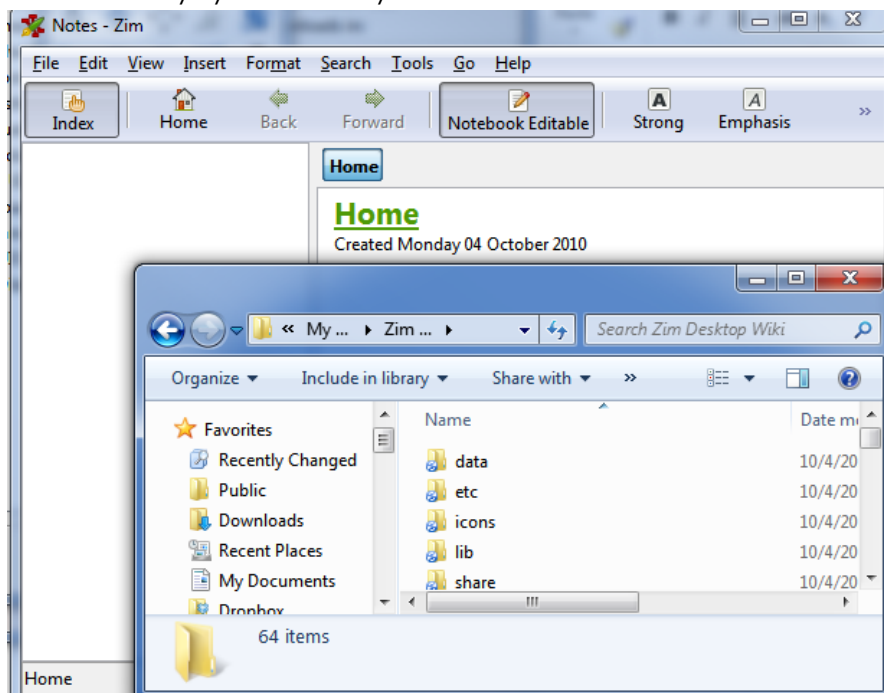 Notes - Zim
File Edit View Insert Format Search Tools Go Help
Index Home Back Forward Notebook Editable Strong Emphasis »
Home
Home
Created Monday 04 October 2010
« My ... Zim ... Search Zim Desktop Wiki
Organize Include in library Share with »
Name Date m
Favorites
Recently Changed data 10/4/20
Public etc 10/4/20
Downloads icons 10/4/20
Recent Places lib 10/4/20
My Documents share 10/4/20
Dropbox
64 items
Home